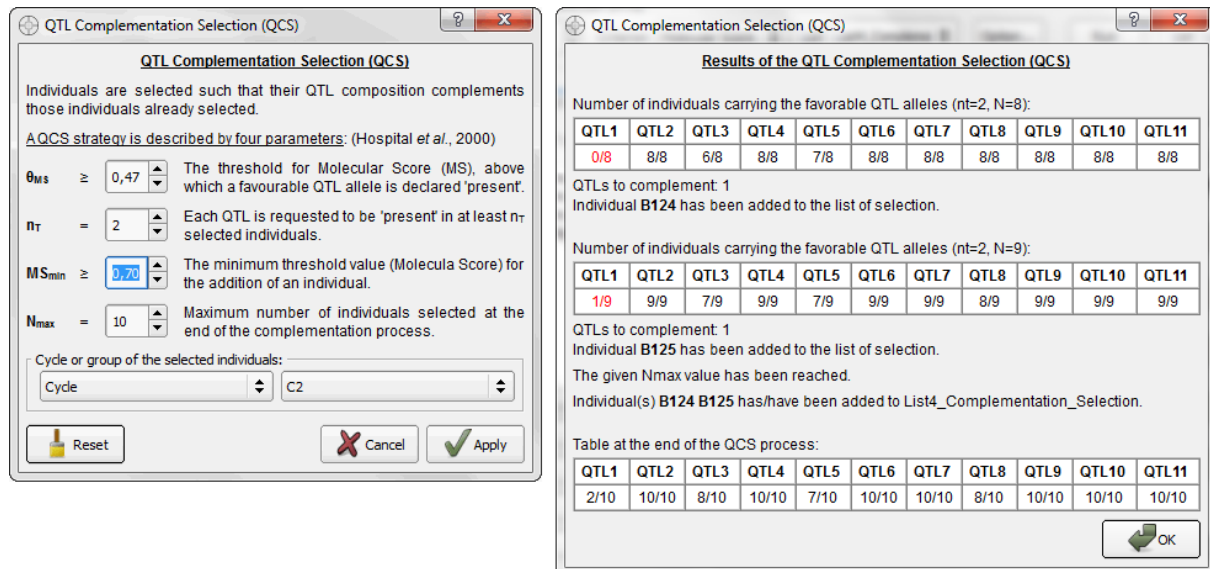 QTL Complementation Selection (QCS)
QTL Complementation Selection (QCS)
Individuals are selected such that their QTL composition complements
those individuals already selected.
A QCS strategy is described by four parameters: (Hospital et al., 2000)
θMS ≥ 0,47 The threshold for Molecular Score (MS), above
which a favourable QTL allele is declared 'present'.
nT = 2 Each QTL is requested to be 'present' in at least nT
selected individuals.
MSmin ≥ 0,70 The minimum threshold value (Molecula Score) for
the addition of an individual.
Nmax = 10 Maximum number of individuals selected at the
end of the complementation process.
Cycle or group of the selected individuals:
Cycle C2
Reset Cancel Apply
QTL Complementation Selection (QCS)
Results of the QTL Complementation Selection (QCS)
Number of individuals carrying the favorable QTL alleles (nt=2, N=8):
QTL1 QTL2 QTL3 QTL4 QTL5 QTL6 QTL7 QTL8 QTL9 QTL10 QTL11
0/8 8/8 6/8 8/8 7/8 8/8 8/8 8/8 8/8 8/8 8/8
QTLs to complement: 1
Individual B124 has been added to the list of selection.
Number of individuals carrying the favorable QTL alleles (nt=2, N=9):
QTL1 QTL2 QTL3 QTL4 QTL5 QTL6 QTL7 QTL8 QTL9 QTL10 QTL11
1/9 9/9 7/9 9/9 7/9 9/9 9/9 8/9 9/9 9/9 9/9
QTLs to complement: 1
Individual B125 has been added to the list of selection.
The given Nmax value has been reached.
Individual(s) B124 B125 has/have been added to List4_Complementation_Selection.
Table at the end of the QCS process:
QTL1 QTL2 QTL3 QTL4 QTL5 QTL6 QTL7 QTL8 QTL9 QTL10 QTL11
2/10 10/10 8/10 10/10 7/10 10/10 10/10 8/10 10/10 10/10 10/10
OK